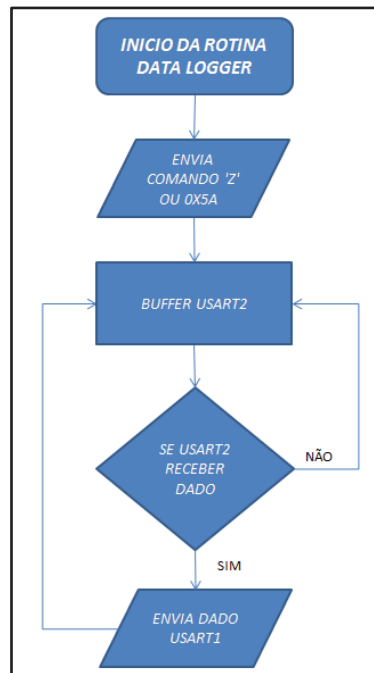 INICIO DA ROTINA
DATA LOGGER
ENVIA
COMANDO 'Z'
OU 0X5A
BUFFER USART2
SE USART2
RECEBER
DADO
NÃO
SIM
ENVIA DADO
USART1